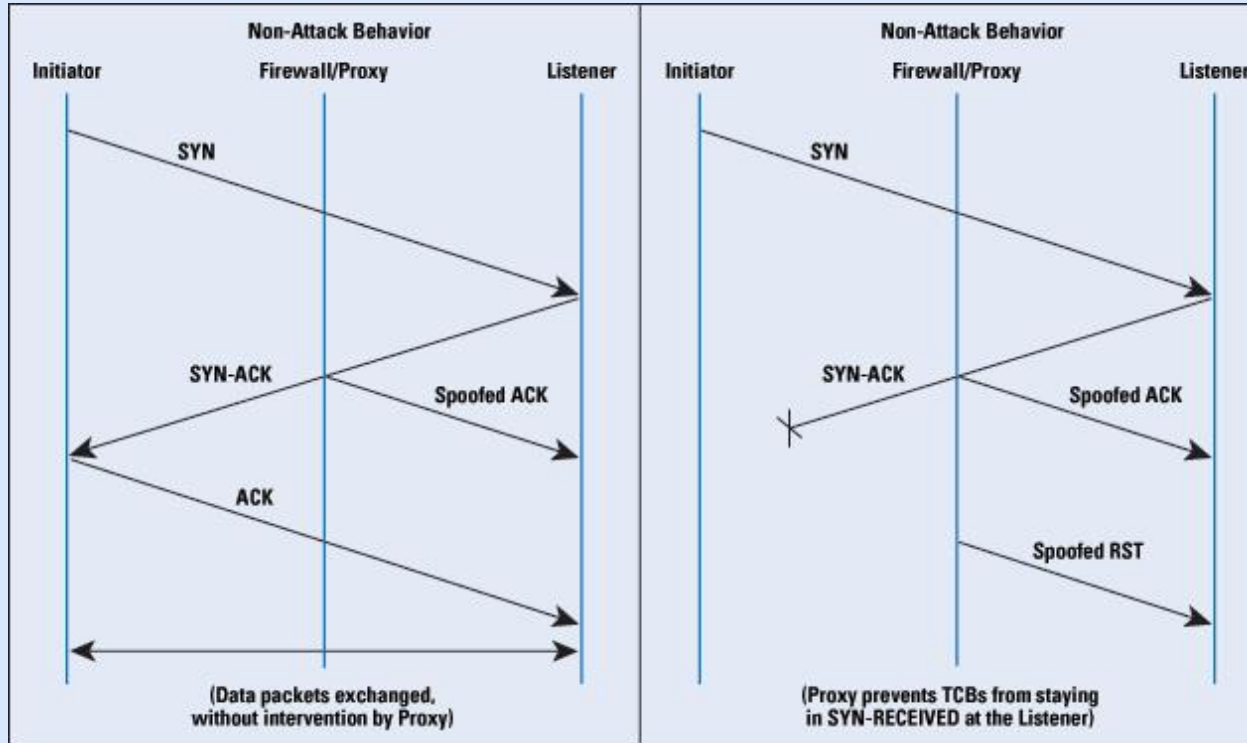 Non-Attack Behavior
Initiator
Firewall/Proxy
Listener
SYN
SYN-ACK
Spoofed ACK
ACK
(Data packets exchanged,
without intervention by Proxy)
Non-Attack Behavior
Initiator
Firewall/Proxy
Listener
SYN
SYN-ACK
Spoofed ACK
Spoofed RST
(Proxy prevents TCBs from staying
in SYN-RECEIVED at the Listener)